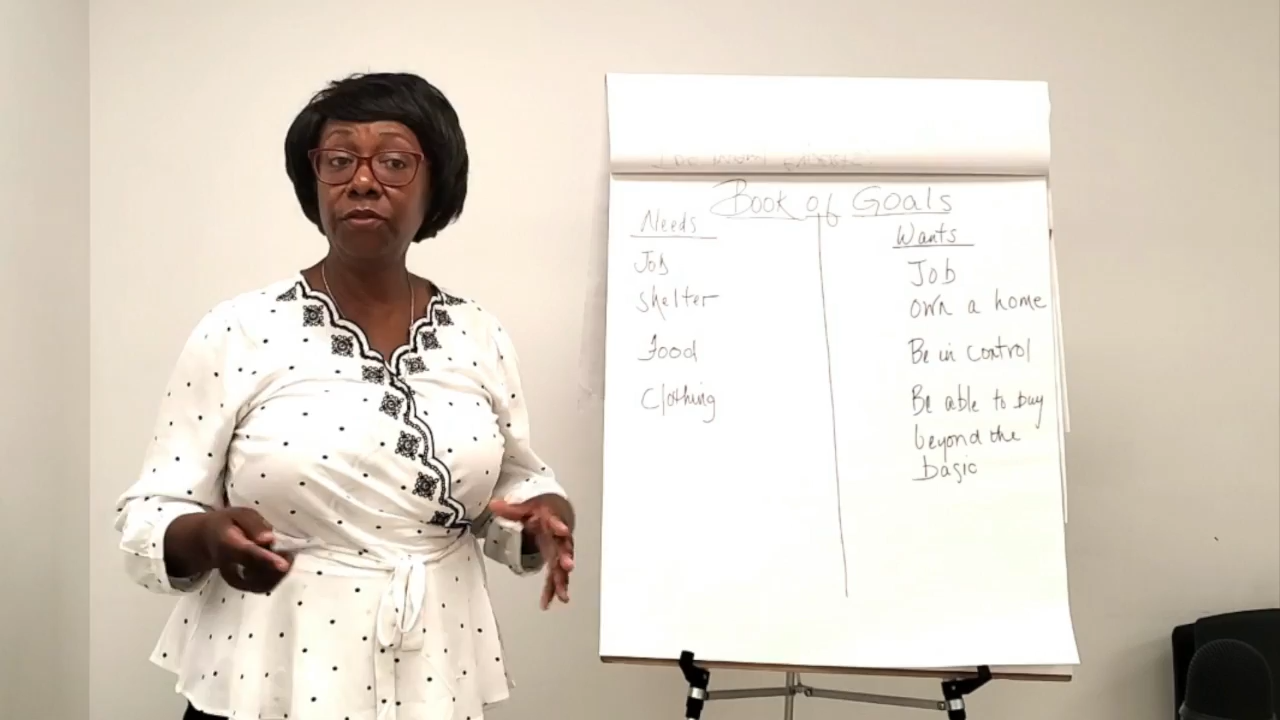 Book of Goals
Needs
Job
Shelter
Food
Clothing
Wants
Job
Own a home
Be in control
Be able to buy
beyond the
basic